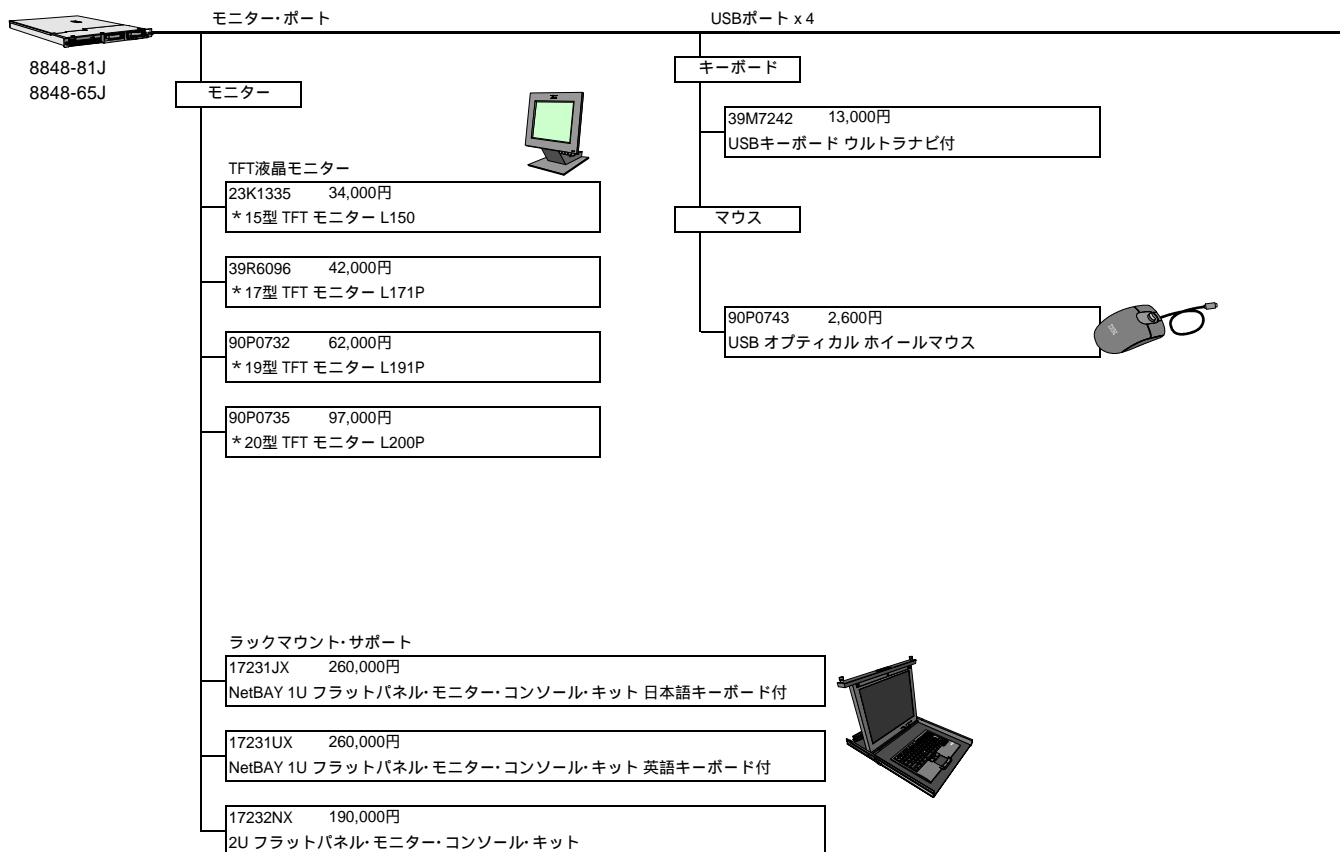 モニター・ポート
USBポート x 4
8848-81J
8848-65J
モニター
キーボード
39M7242 13,000円
USBキーボード ウルトラナビ付
TFT液晶モニター
23K1335 34,000円
*15型 TFT モニター L150
マウス
39R6096 42,000円
*17型 TFT モニター L171P
90P0743 2,600円
USB オプティカル ホイールマウス
90P0732 62,000円
*19型 TFT モニター L191P
90P0735 97,000円
*20型 TFT モニター L200P
ラックマウント・サポート
17231JX 260,000円
NetBAY 1U フラットパネル・モニター・コンソール・キット 日本語キーボード付
17231UX 260,000円
NetBAY 1U フラットパネル・モニター・コンソール・キット 英語キーボード付
17232NX 190,000円
2U フラットパネル・モニター・コンソール・キット